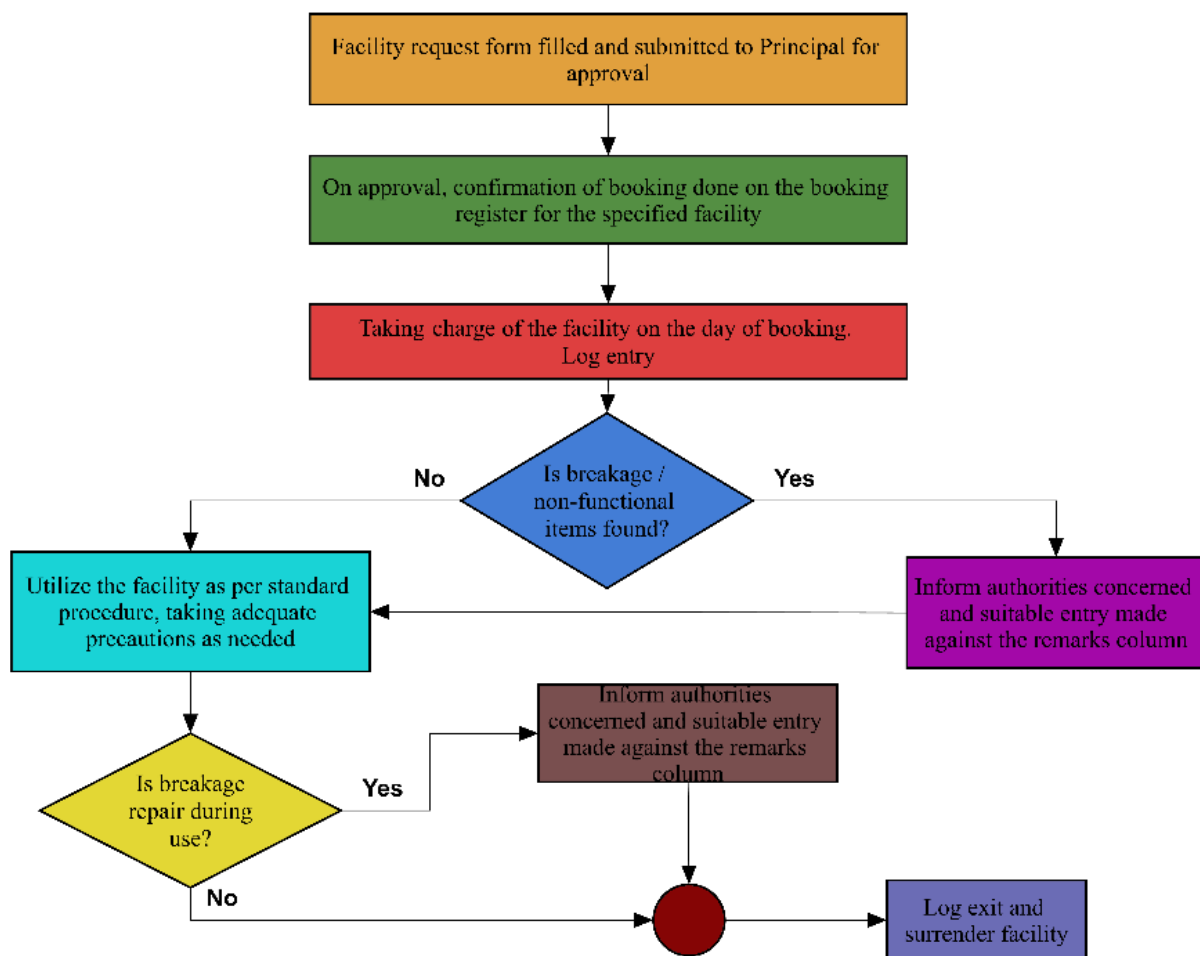 Facility request form filled and submitted to Principal for
approval
On approval, confirmation of booking done on the booking
register for the specified facility
Taking charge of the facility on the day of booking.
Log entry
Is breakage /
non-functional
items found?
No
Yes
Utilize the facility as per standard
procedure, taking adequate
precautions as needed
Inform authorities concerned
and suitable entry made
against the remarks column
Is breakage
repair during
use?
Yes
No
Inform authorities
concerned and suitable entry
made against the remarks
column
Log exit and
surrender facility